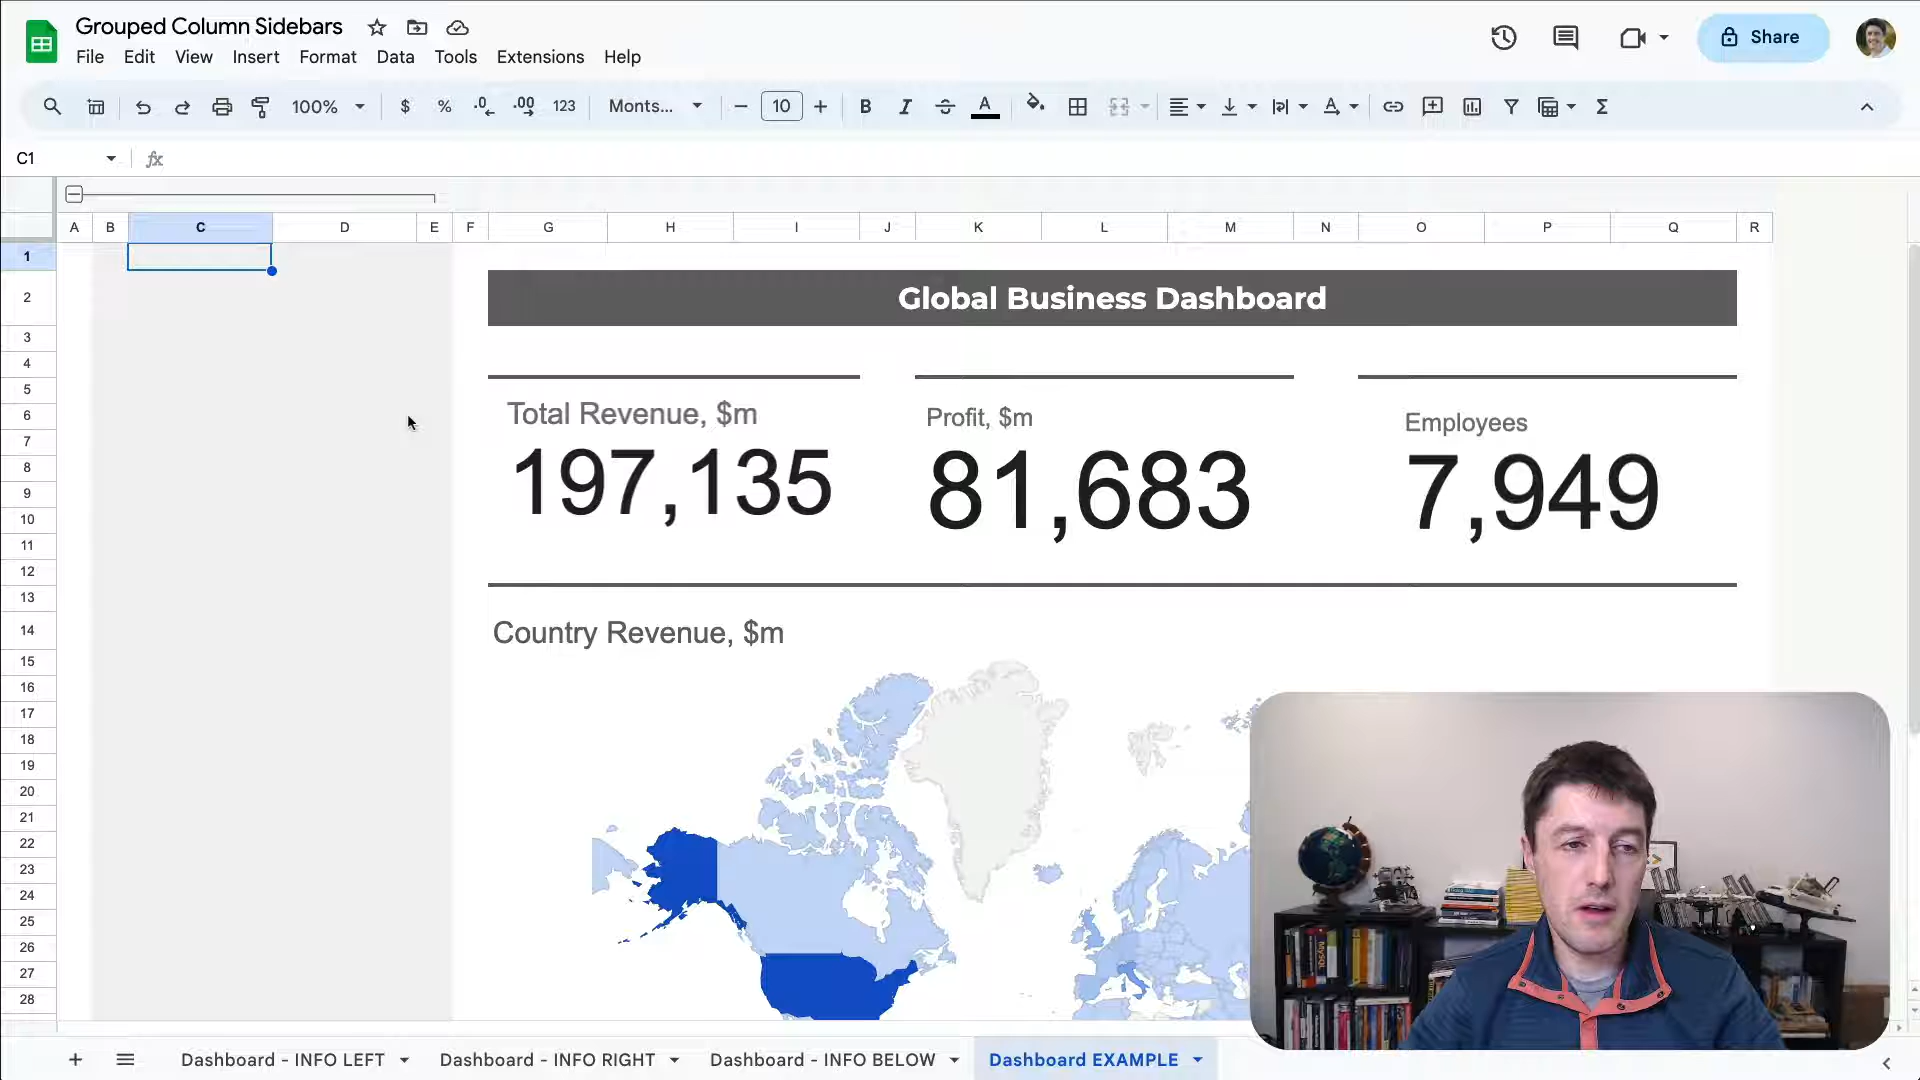 Grouped Column Sidebars
File Edit View Insert Format Data Tools Extensions Help
Share
100% $ % .0 .00 123 Monts... 10 B I S A Σ
C1 fx
A B C D E F G H I J K L M N O P Q R
1
2
3
4
5
6
7
8
9
10
11
12
13
14
15
16
17
18
19
20
21
22
23
24
25
26
27
28
Global Business Dashboard
Total Revenue, $m
197,135
Profit, $m
81,683
Employees
7,949
Country Revenue, $m
MySQL
Dashboard - INFO LEFT Dashboard - INFO RIGHT Dashboard - INFO BELOW Dashboard EXAMPLE